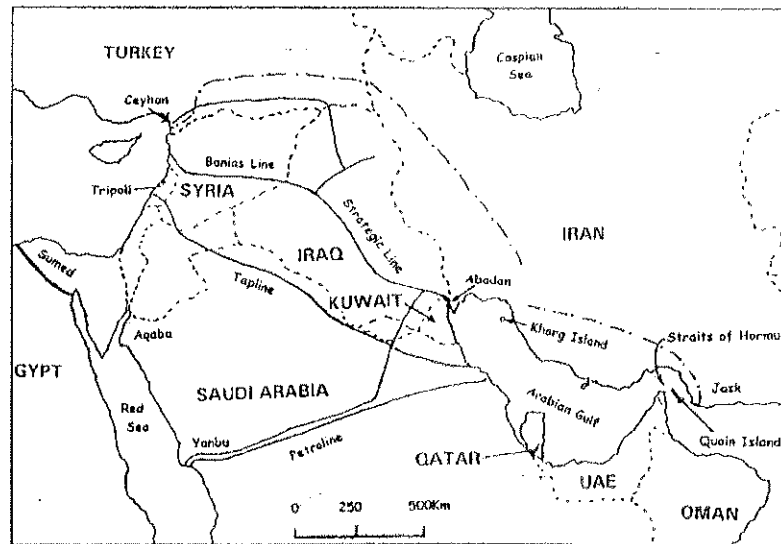 TURKEY
Caspian
Sea
Ceyhan
Banias Line
Tripoli
SYRIA
Strategic Line
IRAN
IRAQ
Sumed
Tapline
KUWAIT
Abadan
Aqaba
Kharg Island
Straits of Hormu
GYPT
SAUDI ARABIA
Jask
Red
Sea
Arabian Gulf
Yanbu
Petroline
QATAR
Quoin Island
UAE
OMAN
0 250 500Km